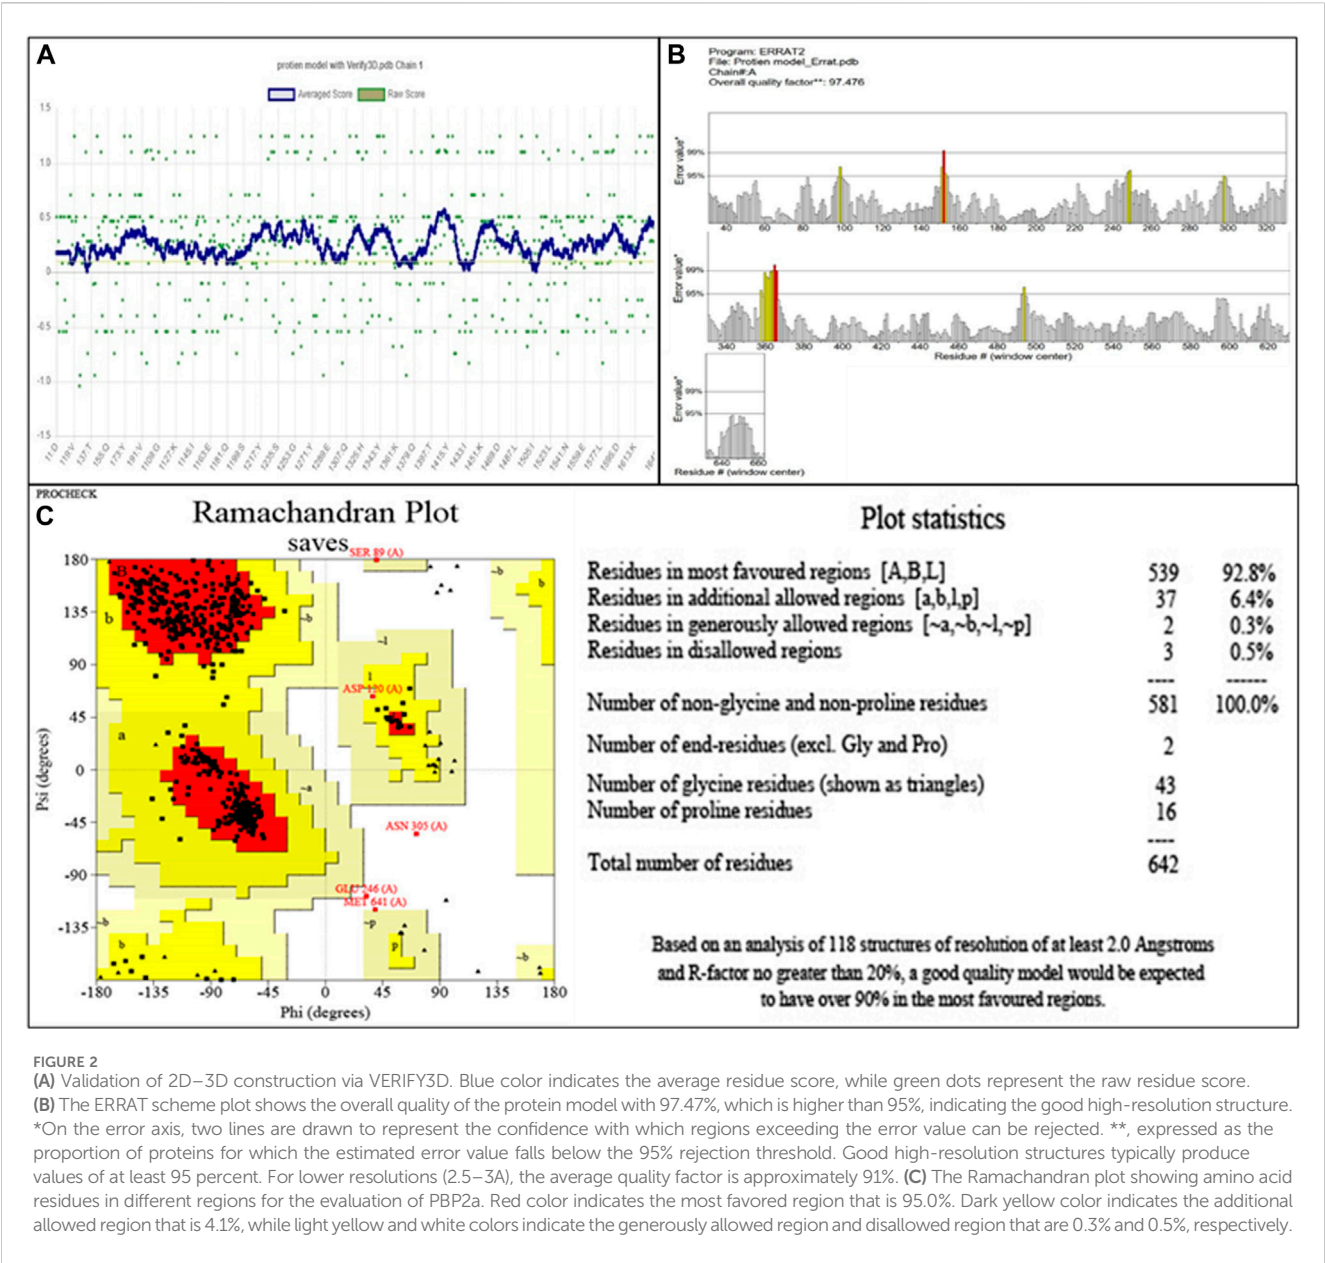 A
protien model with Verify3D.pdb Chain 1
Averaged Score
Raw Score
1.5
1.0
0.5
0
-0.5
-1.0
-1.5
B
Program: ERRAT2
File: Protien model_Errat.pdb
Chain#:A
Overall quality factor**: 97.476
Error value*
99%
95%
40 60 80 100 120 140 160 180 200 220 240 260 280 300 320
Error value*
99%
95%
340 360 380 400 420 440 460 480 500 520 540 560 580 600 620
Residue # (window center)
Error value*
99%
95%
640 660
Residue # (window center)
PROCHECK
C
Ramachandran Plot
saves
SER 89 (A)
B
~b
b
b
~b
~l
l
ASP 120 (A)
a
~a
ASN 305 (A)
GLU 246 (A)
MET 641 (A)
~b
~p
b
p
~b
180
135
90
45
0
-45
-90
-135
Psi (degrees)
-180 -135 -90 -45 0 45 90 135 180
Phi (degrees)
Plot statistics
Residues in most favoured regions [A,B,L] 539 92.8%
Residues in additional allowed regions [a,b,l,p] 37 6.4%
Residues in generously allowed regions [~a,~b,~l,~p] 2 0.3%
Residues in disallowed regions 3 0.5%
---- ------
Number of non-glycine and non-proline residues 581 100.0%
Number of end-residues (excl. Gly and Pro) 2
Number of glycine residues (shown as triangles) 43
Number of proline residues 16
----
Total number of residues 642
Based on an analysis of 118 structures of resolution of at least 2.0 Angstroms
and R-factor no greater than 20%, a good quality model would be expected
to have over 90% in the most favoured regions.
FIGURE 2
(A) Validation of 2D–3D construction via VERIFY3D. Blue color indicates the average residue score, while green dots represent the raw residue score.
(B) The ERRAT scheme plot shows the overall quality of the protein model with 97.47%, which is higher than 95%, indicating the good high-resolution structure.
*On the error axis, two lines are drawn to represent the confidence with which regions exceeding the error value can be rejected. **, expressed as the
proportion of proteins for which the estimated error value falls below the 95% rejection threshold. Good high-resolution structures typically produce
values of at least 95 percent. For lower resolutions (2.5–3A), the average quality factor is approximately 91%. (C) The Ramachandran plot showing amino acid
residues in different regions for the evaluation of PBP2a. Red color indicates the most favored region that is 95.0%. Dark yellow color indicates the additional
allowed region that is 4.1%, while light yellow and white colors indicate the generously allowed region and disallowed region that are 0.3% and 0.5%, respectively.